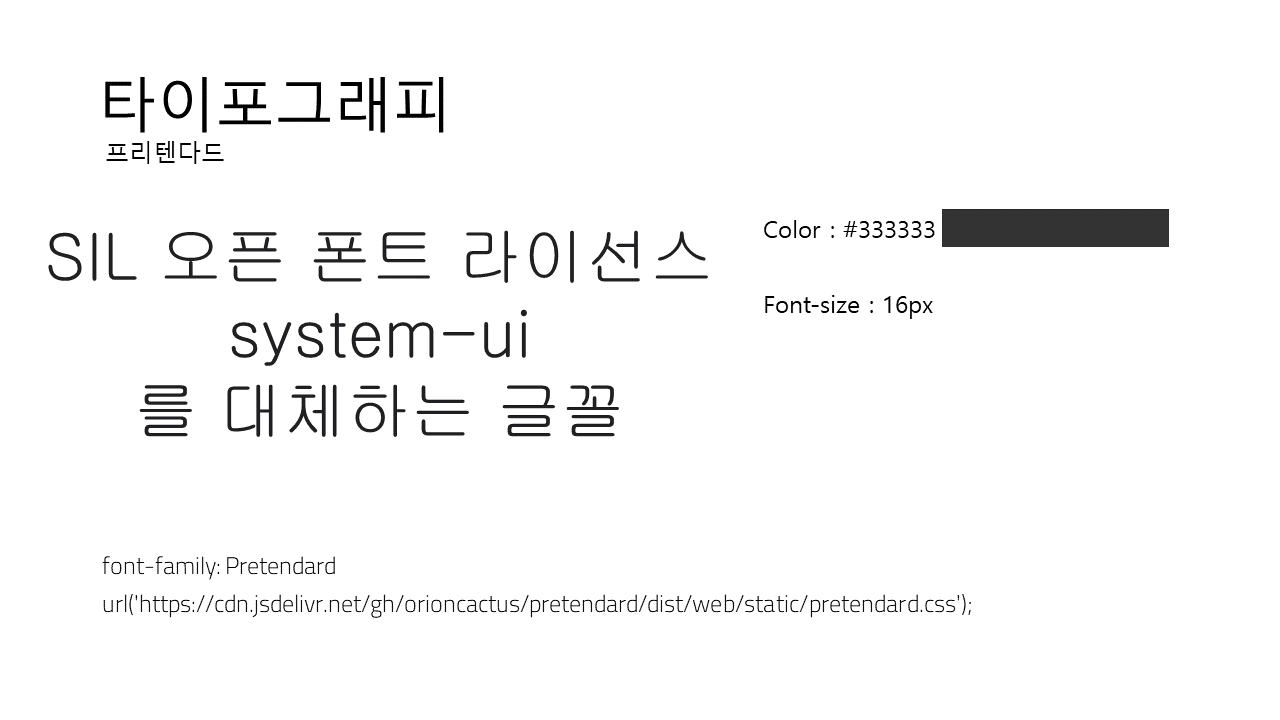 타이포그래피
프리텐다드
SIL 오픈 폰트 라이선스
system-ui
를 대체하는 글꼴
Color : #333333
Font-size : 16px
font-family: Pretendard
url('https://cdn.jsdelivr.net/gh/orioncactus/pretendard/dist/web/static/pretendard.css');